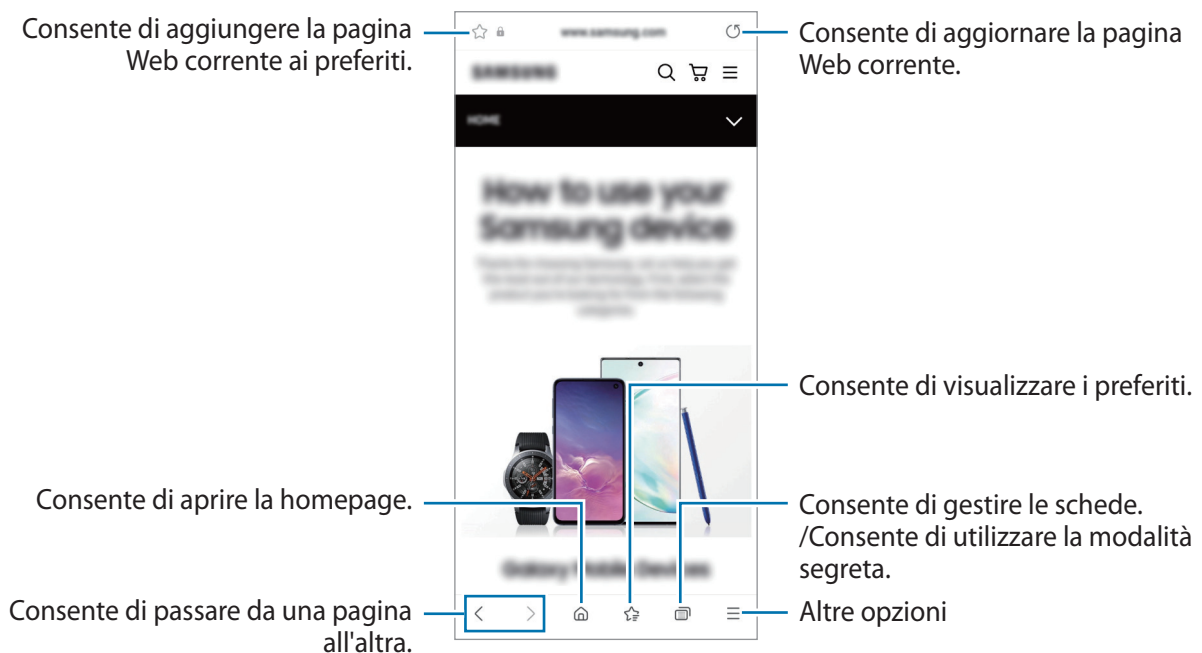 Consente di aggiungere la pagina
Web corrente ai preferiti.
www.samsung.com
Consente di aggiornare la pagina
Web corrente.
SAMSUNG
HOME
How to use your
Samsung device
Consente di visualizzare i preferiti.
Consente di aprire la homepage.
Consente di gestire le schede.
/Consente di utilizzare la modalità
segreta.
Galaxy Mobile Devices
Consente di passare da una pagina
all'altra.
Altre opzioni